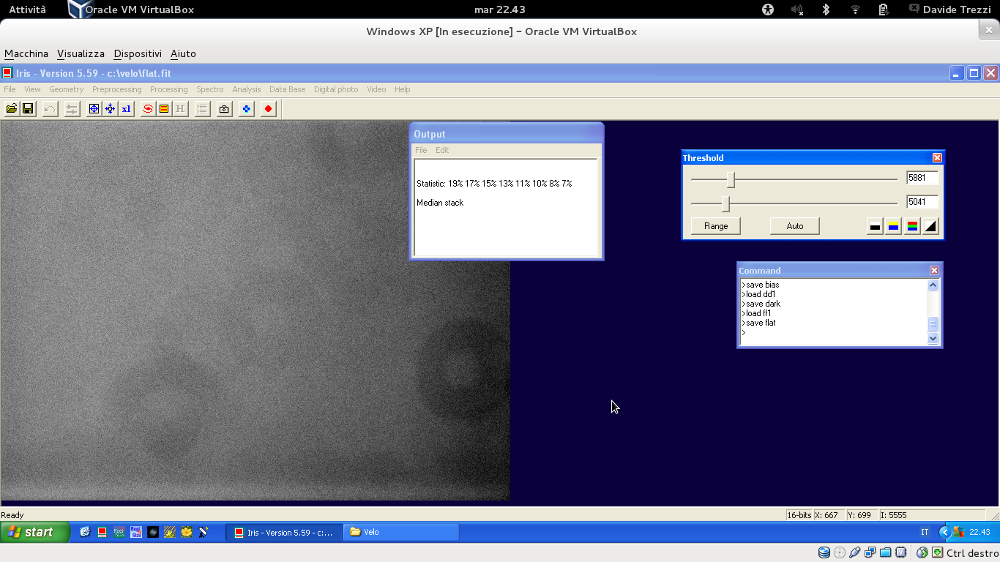 Attività
Oracle VM VirtualBox
mar 22.43
Davide Trezzi
Windows XP [In esecuzione] - Oracle VM VirtualBox
Macchina Visualizza Dispositivi Aiuto
Iris - Version 5.59 - c:\velo\flat.fit
File View Geometry Preprocessing Processing Spectro Analysis Data Base Digital photo Video Help
x1
H
Output
File Edit
Statistic: 19% 17% 15% 13% 11% 10% 8% 7%
Median stack
Threshold
5881
5041
Range
Auto
Command
>save bias
>load dd1
>save dark
>load ff1
>save flat
>
Ready
16-bits X: 667 Y: 699 I: 5555
start
Iris - Version 5.59 - c:...
Velo
IT
22.43
Ctrl destro